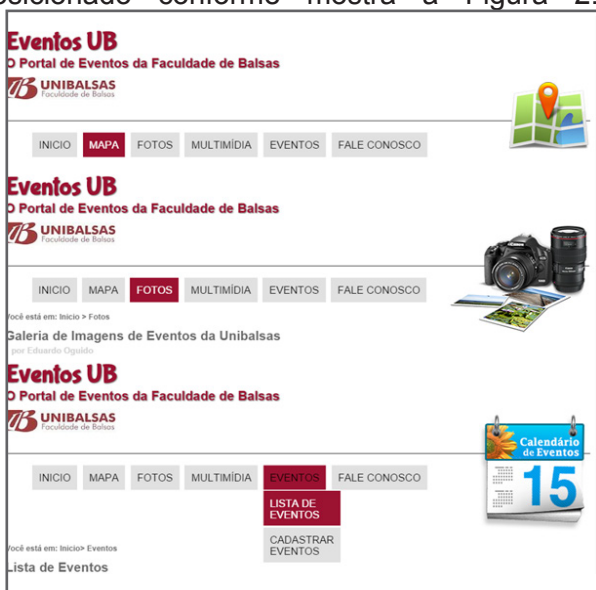 posicionado conforme mostra a Figura 2.
Eventos UB
O Portal de Eventos da Faculdade de Balsas
UNIBALSAS
Faculdade de Balsas
INICIO MAPA FOTOS MULTIMÍDIA EVENTOS FALE CONOSCO
Eventos UB
O Portal de Eventos da Faculdade de Balsas
UNIBALSAS
Faculdade de Balsas
INICIO MAPA FOTOS MULTIMÍDIA EVENTOS FALE CONOSCO
Você está em: Inicio > Fotos
Galeria de Imagens de Eventos da Unibalsas
por Eduardo Oguido
Eventos UB
O Portal de Eventos da Faculdade de Balsas
UNIBALSAS
Faculdade de Balsas
Calendário
de Eventos
15
INICIO MAPA FOTOS MULTIMÍDIA EVENTOS FALE CONOSCO
LISTA DE
EVENTOS
CADASTRAR
EVENTOS
Você está em: Inicio> Eventos
Lista de Eventos